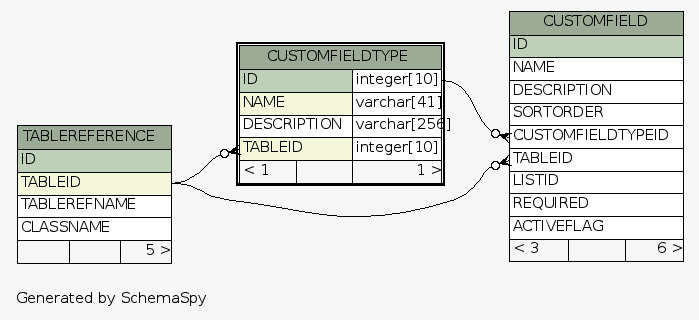 TABLEREFERENCE
ID
TABLEID
TABLEREFNAME
CLASSNAME
5 >
CUSTOMFIELDTYPE
ID integer[10]
NAME varchar[41]
DESCRIPTION varchar[256]
TABLEID integer[10]
< 1 1 >
CUSTOMFIELD
ID
NAME
DESCRIPTION
SORTORDER
CUSTOMFIELDTYPEID
TABLEID
LISTID
REQUIRED
ACTIVEFLAG
< 3 6 >
Generated by SchemaSpy